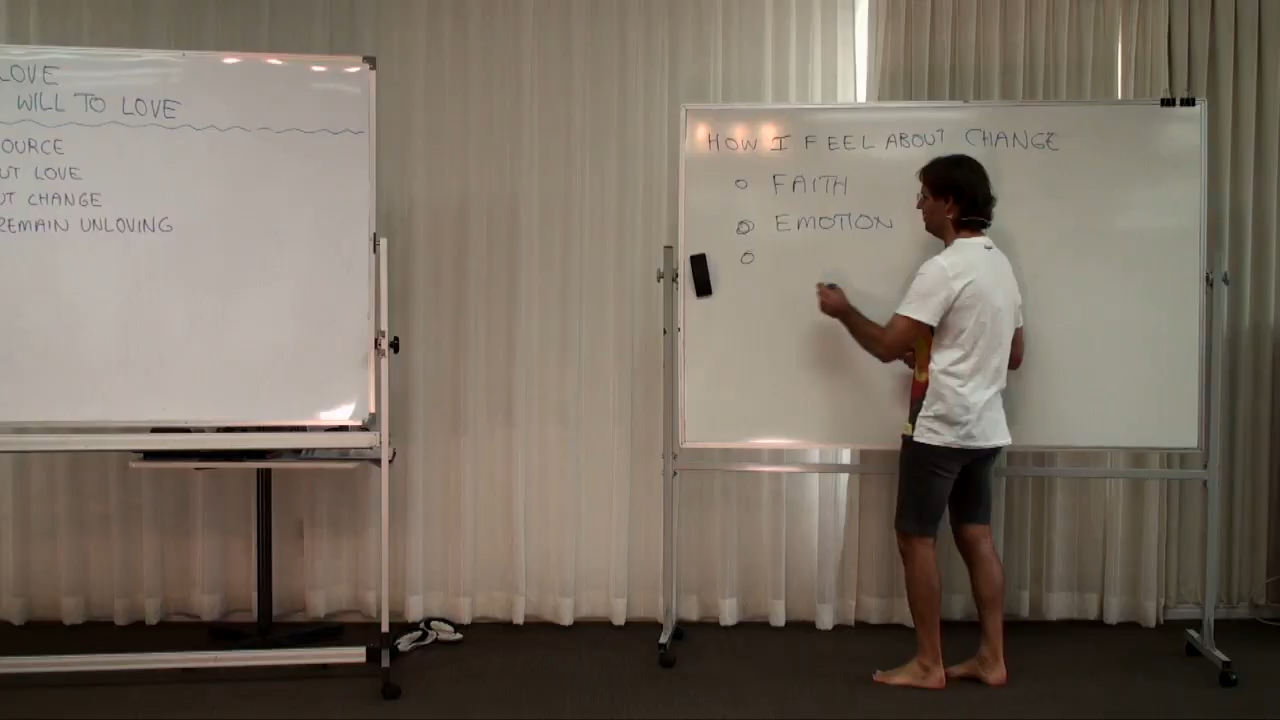 LOVE
WILL TO LOVE
OURCE
UT LOVE
UT CHANGE
REMAIN UNLOVING
HOW I FEEL ABOUT CHANGE
FAITH
EMOTION